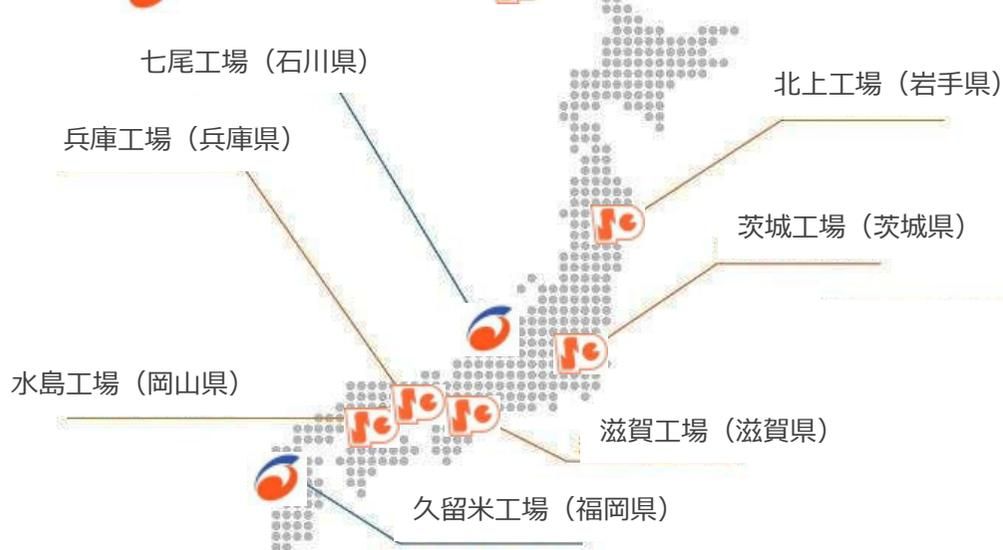 七尾工場（石川県）
北上工場（岩手県）
兵庫工場（兵庫県）
茨城工場（茨城県）
水島工場（岡山県）
滋賀工場（滋賀県）
久留米工場（福岡県）